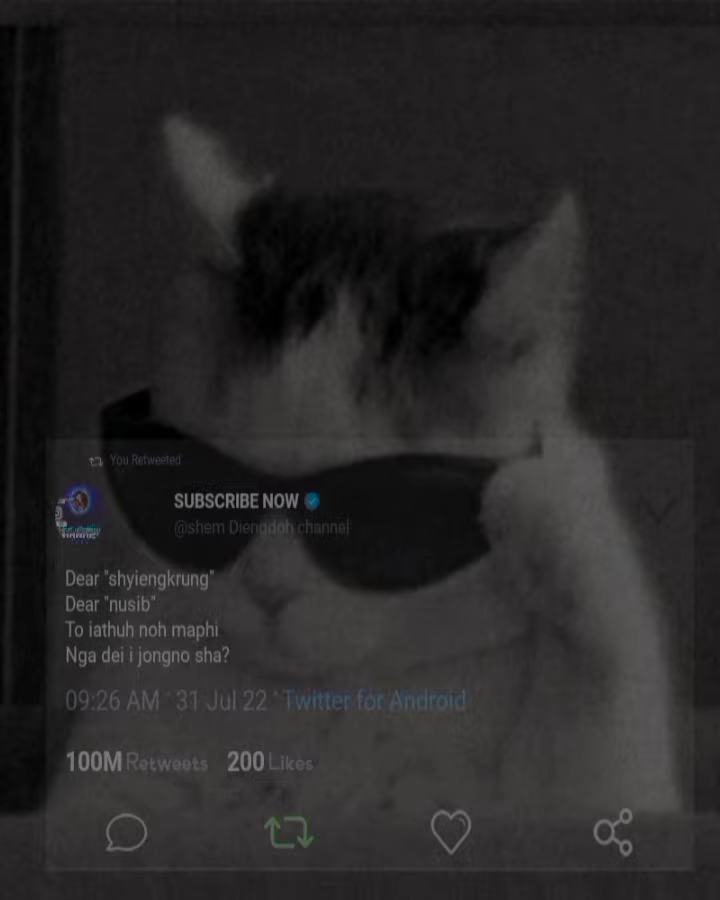 You Retweeted
SUBSCRIBE NOW
@shem Diengdoh channel
Dear "shyiengkrung"
Dear "nusib"
To iathuh noh maphi
Nga dei i jongno sha?
09:26 AM · 31 Jul 22 · Twitter for Android
100M Retweets 200 Likes